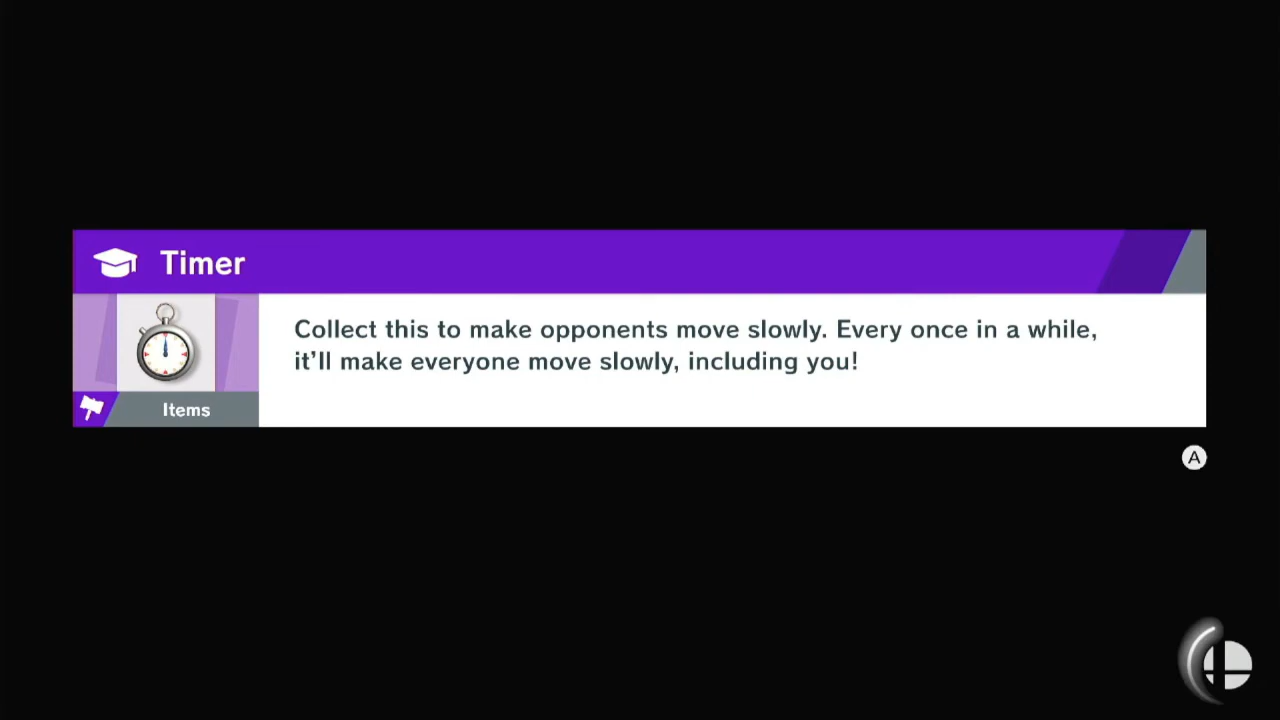 Timer
Collect this to make opponents move slowly. Every once in a while,
it'll make everyone move slowly, including you!
Items
A